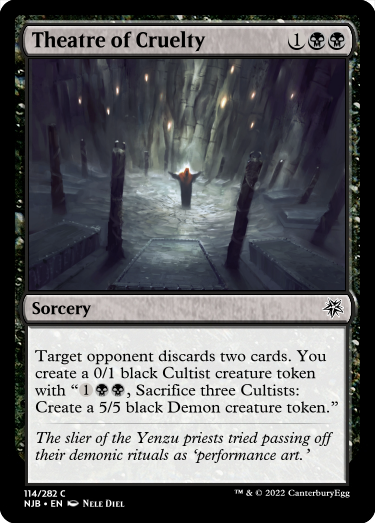 Theatre of Cruelty 1
Sorcery
Target opponent discards two cards. You
create a 0/1 black Cultist creature token
with “1, Sacrifice three Cultists:
Create a 5/5 black Demon creature token.”
The slier of the Yenzu priests tried passing off
their demonic rituals as ‘performance art.’
114/282 C
NJB • EN Nele Diel
™ & © 2022 CanterburyEgg